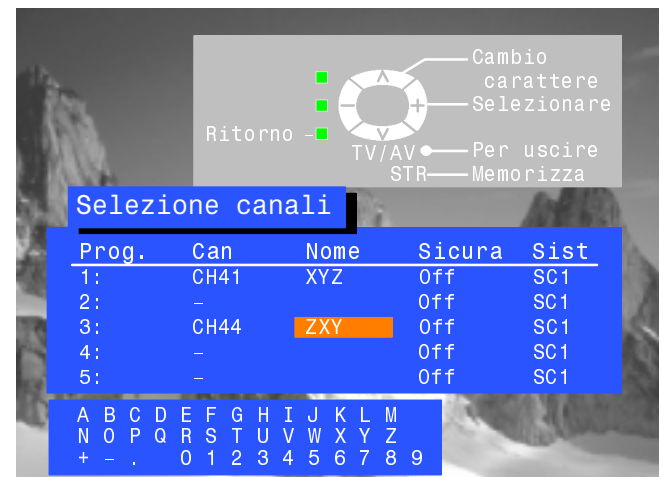 Cambio
carattere
Selezionare
Ritorno
TV/AV Per uscire
STR Memorizza
Selezione canali
Prog. Can Nome Sicura Sist
1: CH41 XYZ Off SC1
2: – Off SC1
3: CH44 ZXY Off SC1
4: – Off SC1
5: – Off SC1
A B C D E F G H I J K L M
N O P Q R S T U V W X Y Z
+ – . 0 1 2 3 4 5 6 7 8 9